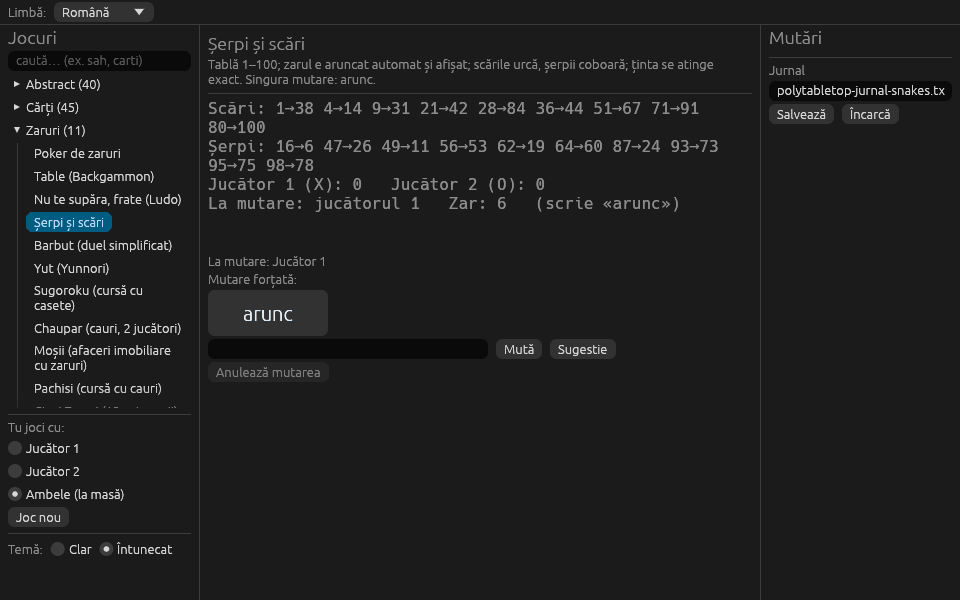 Limbă: Română
Jocuri
caută… (ex. sah, carti)
Abstract (40)
Cărți (45)
Zaruri (11)
Poker de zaruri
Table (Backgammon)
Nu te supăra, frate (Ludo)
Șerpi și scări
Barbut (duel simplificat)
Yut (Yunnori)
Sugoroku (cursă cu
casete)
Chaupar (cauri, 2 jucători)
Moșii (afaceri imobiliare
cu zaruri)
Pachisi (cursă cu cauri)
Tu joci cu:
Jucător 1
Jucător 2
Ambele (la masă)
Joc nou
Temă: Clar Întunecat
Șerpi și scări
Tablă 1–100; zarul e aruncat automat și afișat; scările urcă, șerpii coboară; ținta se atinge
exact. Singura mutare: arunc.
Scări: 1→38 4→14 9→31 21→42 28→84 36→44 51→67 71→91
80→100
Șerpi: 16→6 47→26 49→11 56→53 62→19 64→60 87→24 93→73
95→75 98→78
Jucător 1 (X): 0 Jucător 2 (O): 0
La mutare: jucătorul 1 Zar: 6 (scrie «arunc»)
La mutare: Jucător 1
Mutare forțată:
arunc
Mută Sugestie
Anulează mutarea
Mutări
Jurnal
polytabletop-jurnal-snakes.tx
Salvează Încarcă